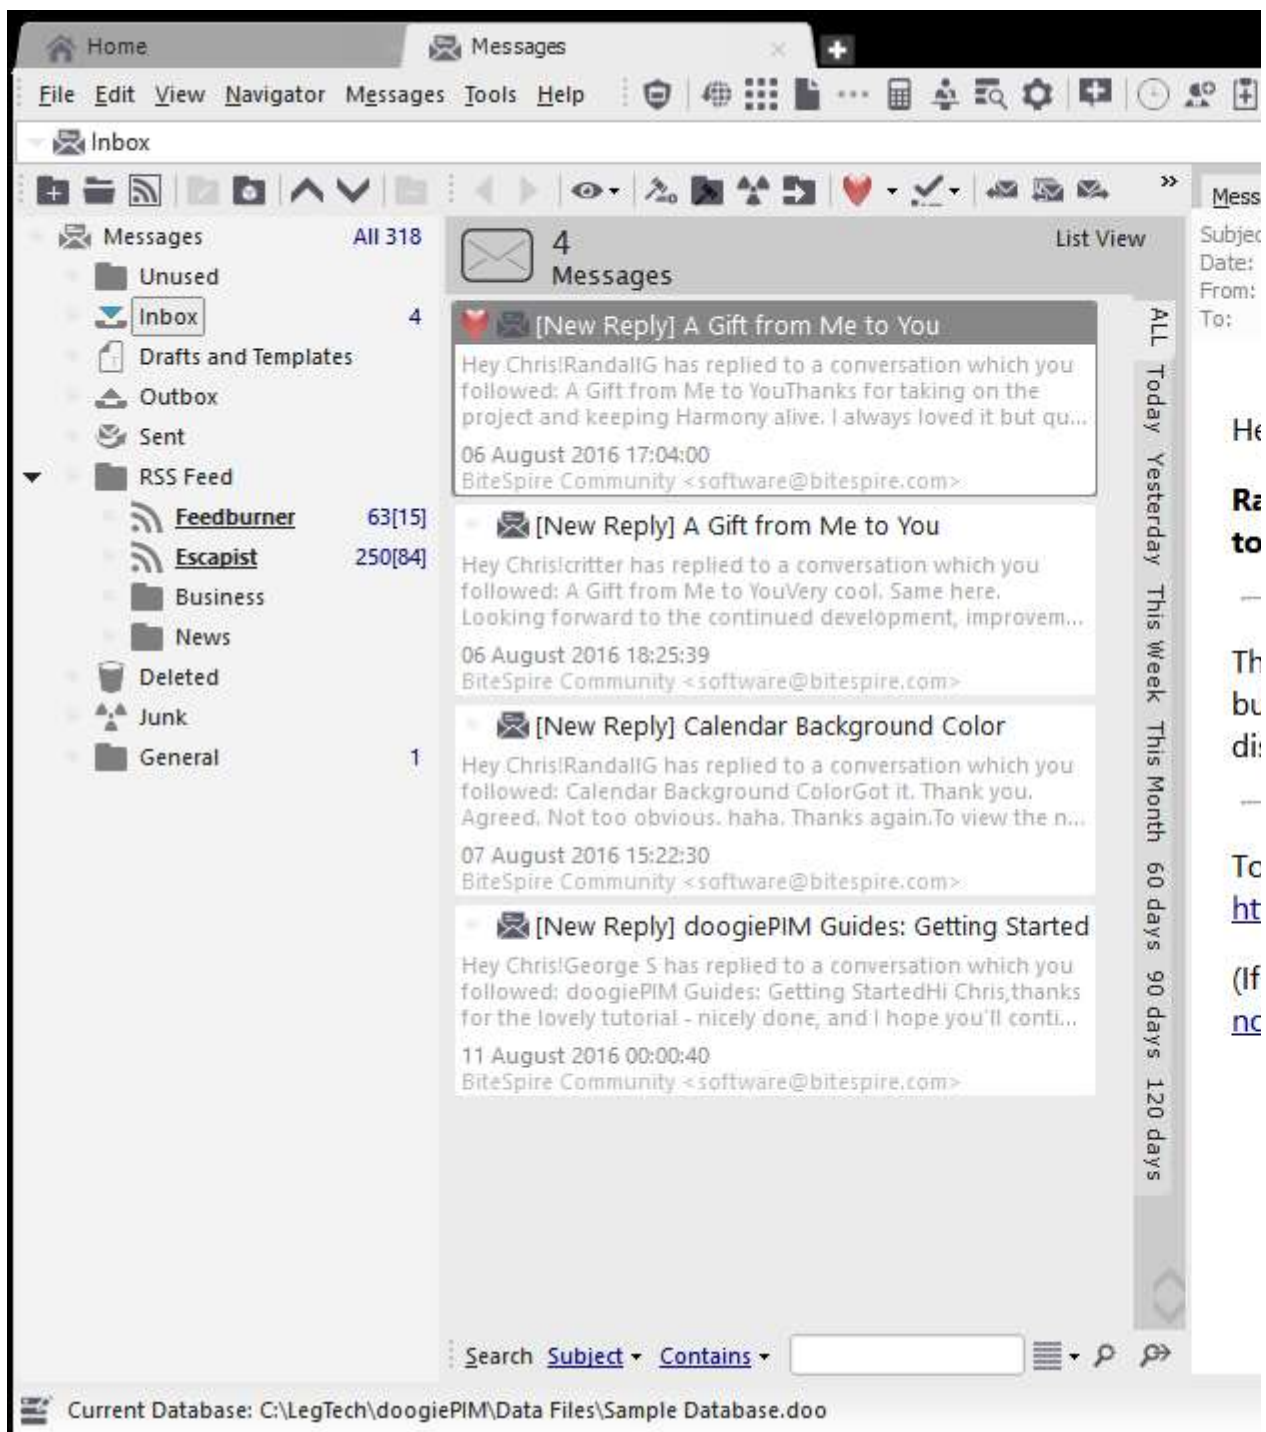 Home
Messages
File Edit View Navigator Messages Tools Help
Inbox
Messages All 318
Unused
Inbox 4
Drafts and Templates
Outbox
Sent
RSS Feed
Feedburner 63[15]
Escapist 250[84]
Business
News
Deleted
Junk
General 1
4
Messages
List View
[New Reply] A Gift from Me to You
Hey Chris!RandallG has replied to a conversation which you
followed: A Gift from Me to YouThanks for taking on the
project and keeping Harmony alive. I always loved it but qu...
06 August 2016 17:04:00
BiteSpire Community <software@bitespire.com>
[New Reply] A Gift from Me to You
Hey Chris!critter has replied to a conversation which you
followed: A Gift from Me to YouVery cool. Same here.
Looking forward to the continued development, improvem...
06 August 2016 18:25:39
BiteSpire Community <software@bitespire.com>
[New Reply] Calendar Background Color
Hey Chris!RandallG has replied to a conversation which you
followed: Calendar Background ColorGot it. Thank you.
Agreed. Not too obvious. haha. Thanks again.To view the n...
07 August 2016 15:22:30
BiteSpire Community <software@bitespire.com>
[New Reply] doogiePIM Guides: Getting Started
Hey Chris!George S has replied to a conversation which you
followed: doogiePIM Guides: Getting StartedHi Chris,thanks
for the lovely tutorial - nicely done, and I hope you'll conti...
11 August 2016 00:00:40
BiteSpire Community <software@bitespire.com>
ALL
Today
Yesterday
This Week
This Month
60 days
90 days
120 days
Search Subject Contains
Mess
Subjec
Date:
From:
To:
He
Ra
to
Th
bu
dis
To
ht
(If
no
Current Database: C:\LegTech\doogiePIM\Data Files\Sample Database.doo